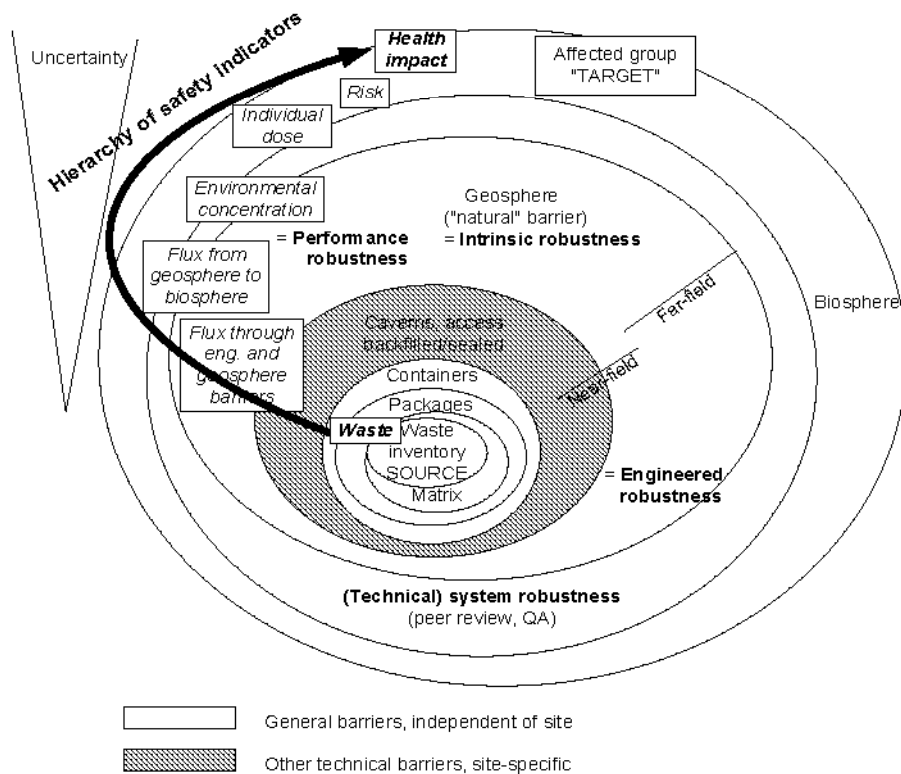 Uncertainty
Hierarchy of safety indicators
Health
impact
Affected group
"TARGET"
Risk
Individual
dose
Environmental
concentration
Geosphere
("natural" barrier)
= Intrinsic robustness
= Performance
robustness
Flux from
geosphere to
biosphere
Far-field
Biosphere
Flux through
eng. and
geosphere
barriers
Caverns, access
backfilled/sealed
Near-field
Containers
Packages
Waste
Waste
inventory
SOURCE
Matrix
= Engineered
robustness
(Technical) system robustness
(peer review, QA)
General barriers, independent of site
Other technical barriers, site-specific